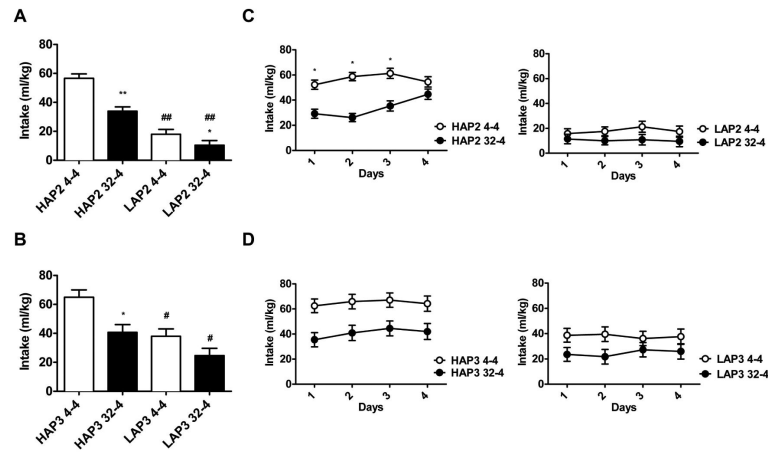 A
Intake (ml/kg)
80
60
40
20
0
**
##
##
*
HAP2 4-4
HAP2 32-4
LAP2 4-4
LAP2 32-4
C
Intake (ml/kg)
80
60
40
20
0
*
*
*
1
2
3
4
Days
HAP2 4-4
HAP2 32-4
Intake (ml/kg)
80
60
40
20
0
1
2
3
4
Days
LAP2 4-4
LAP2 32-4
B
Intake (ml/kg)
80
60
40
20
0
*
#
#
HAP3 4-4
HAP3 32-4
LAP3 4-4
LAP3 32-4
D
Intake (ml/kg)
80
60
40
20
0
1
2
3
4
Days
HAP3 4-4
HAP3 32-4
Intake (ml/kg)
80
60
40
20
0
1
2
3
4
Days
LAP3 4-4
LAP3 32-4